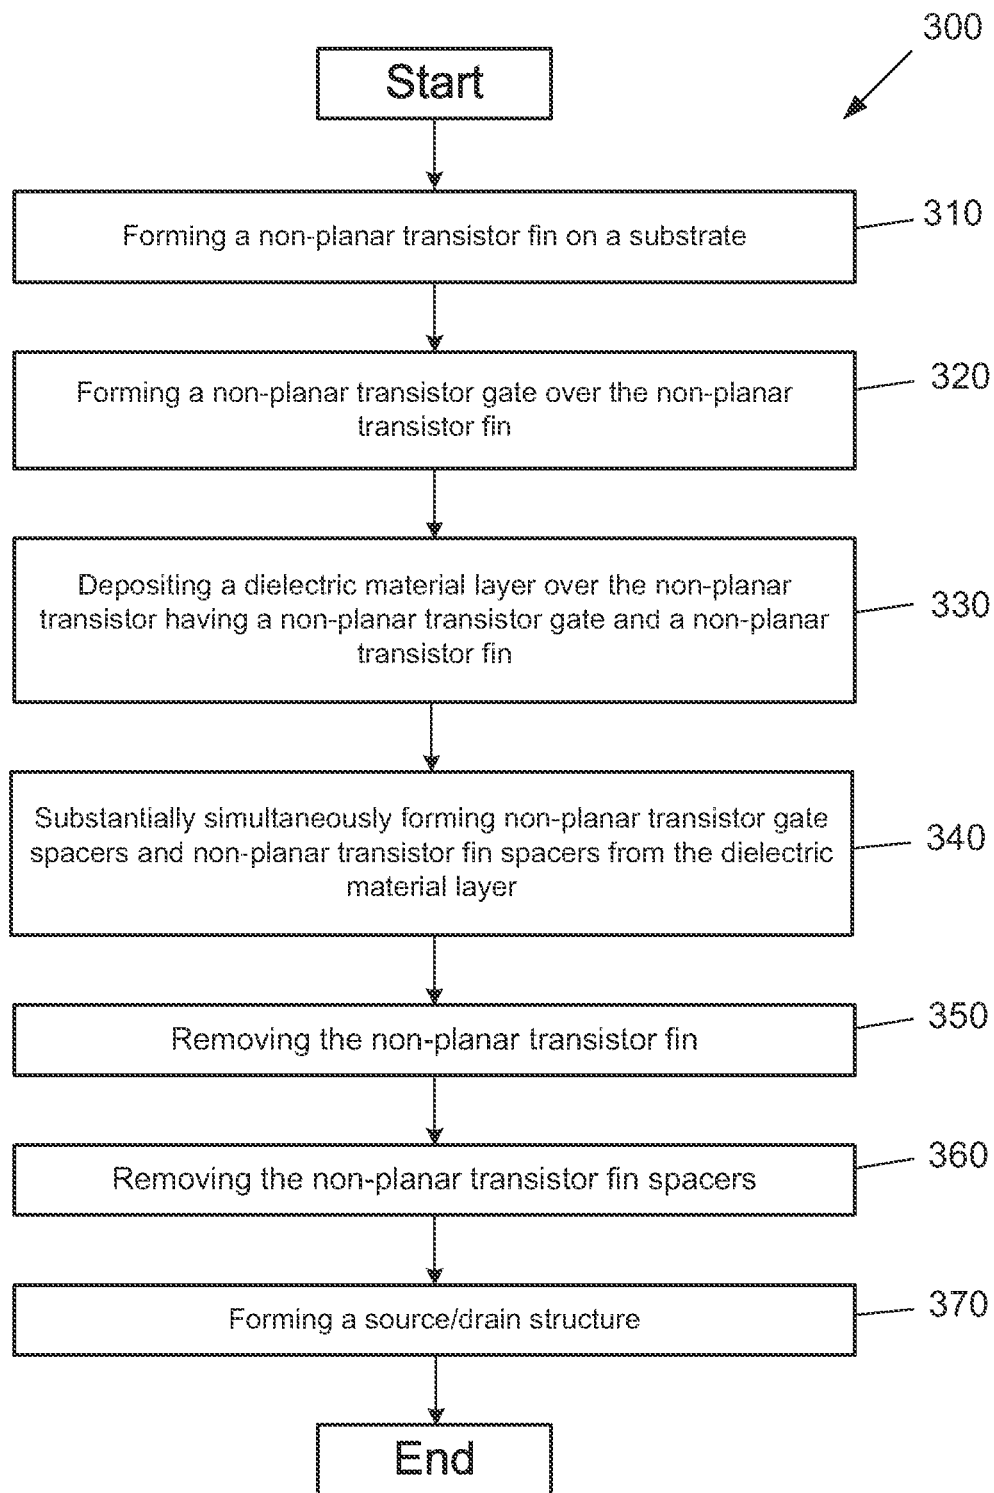 300
Start
Forming a non-planar transistor fin on a substrate
310
Forming a non-planar transistor gate over the non-planar
transistor fin
320
Depositing a dielectric material layer over the non-planar
transistor having a non-planar transistor gate and a non-planar
transistor fin
330
Substantially simultaneously forming non-planar transistor gate
spacers and non-planar transistor fin spacers from the dielectric
material layer
340
Removing the non-planar transistor fin
350
Removing the non-planar transistor fin spacers
360
Forming a source/drain structure
370
End